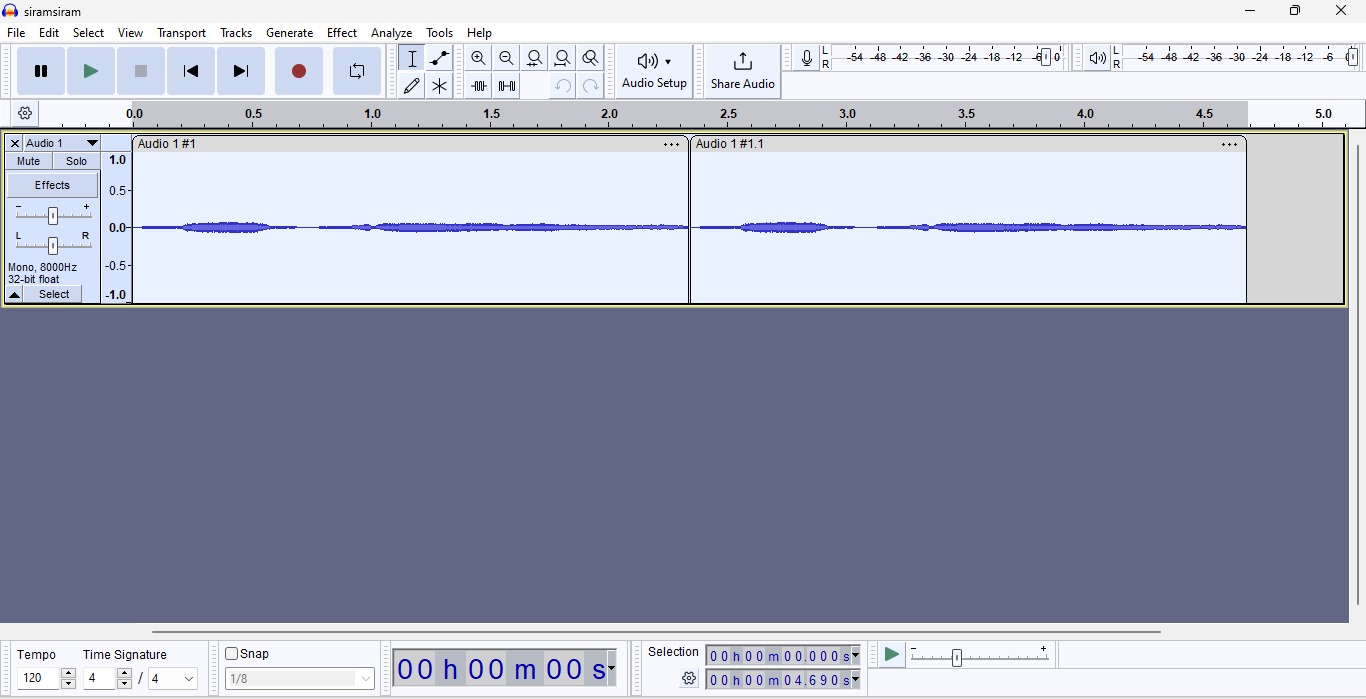 siramsiram
File Edit Select View Transport Tracks Generate Effect Analyze Tools Help
Audio Setup
Share Audio
L
R
-54 -48 -42 -36 -30 -24 -18 -12 -6 0
L
R
-54 -48 -42 -36 -30 -24 -18 -12 -6 0
0.0 0.5 1.0 1.5 2.0 2.5 3.0 3.5 4.0 4.5 5.0
Audio 1
Mute Solo
Effects
- +
L R
Mono, 8000Hz
32-bit float
Select
1.0
0.5
0.0
-0.5
-1.0
Audio 1 #1
Audio 1 #1.1
Tempo
120
Time Signature
4 / 4
Snap
1/8
00 h 00 m 00 s
Selection
00 h 00 m 00.000 s
00 h 00 m 04.690 s
- +